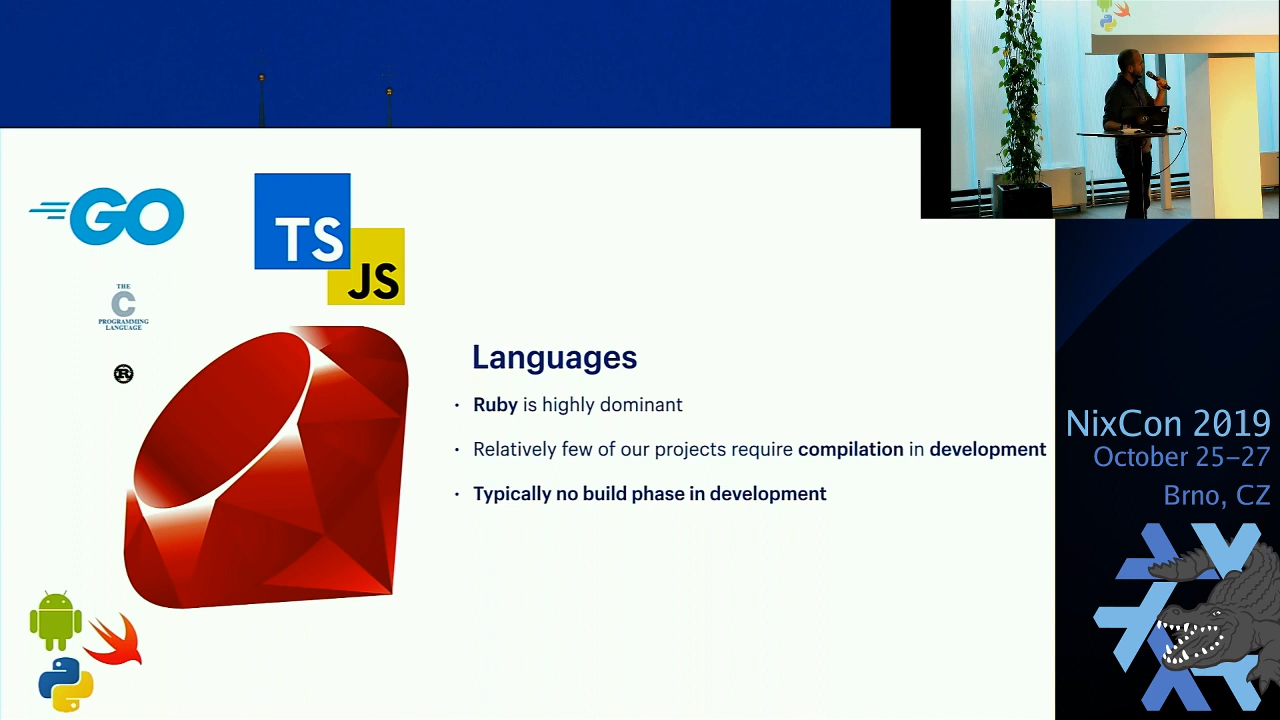 GO
TS
JS
THE
C
PROGRAMMING
LANGUAGE
R
Languages
· Ruby is highly dominant
· Relatively few of our projects require compilation in development
· Typically no build phase in development
NixCon 2019
October 25–27
Brno, CZ